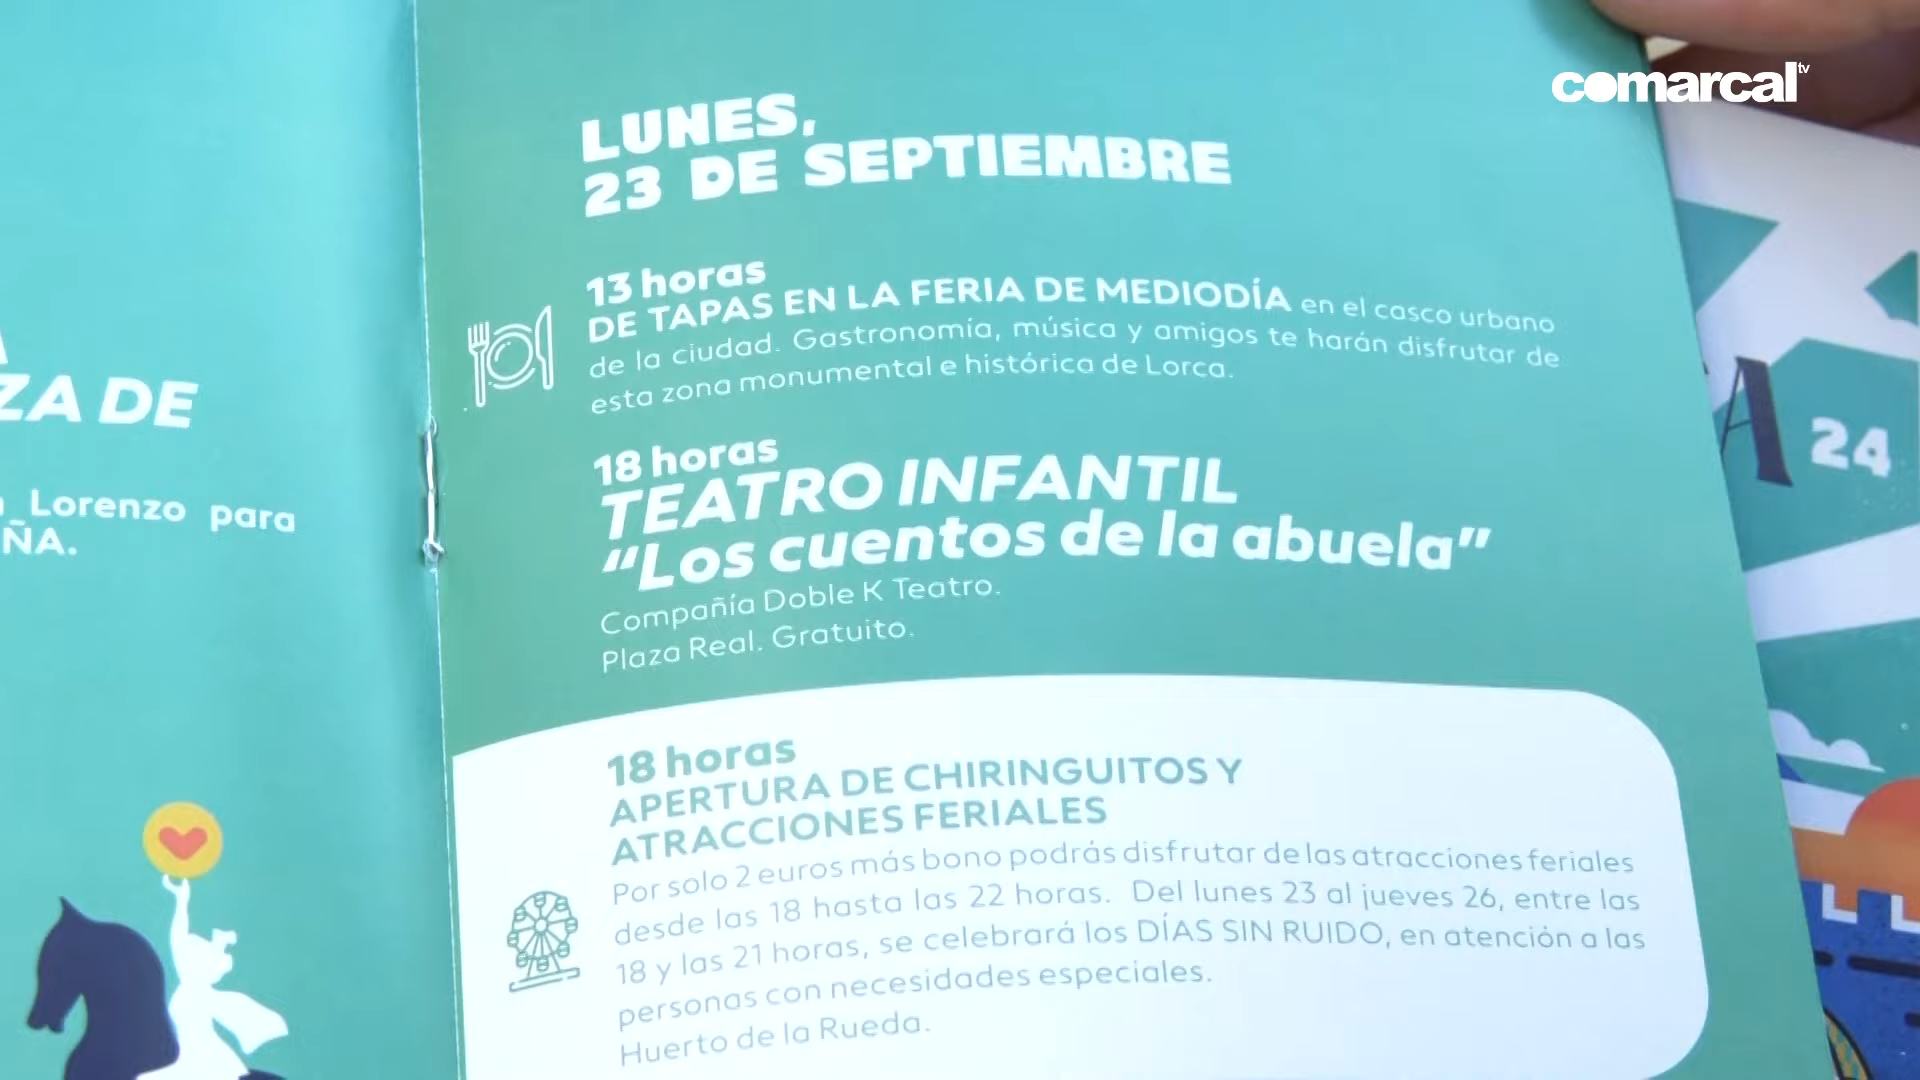 comarcal tv
ZA DE
Lorenzo para
ÑA.
LUNES,
23 DE SEPTIEMBRE
13 horas
DE TAPAS EN LA FERIA DE MEDIODÍA en el casco urbano
de la ciudad. Gastronomía, música y amigos te harán disfrutar de
esta zona monumental e histórica de Lorca.
18 horas
TEATRO INFANTIL
“Los cuentos de la abuela”
Compañía Doble K Teatro.
Plaza Real. Gratuito.
18 horas
APERTURA DE CHIRINGUITOS Y
ATRACCIONES FERIALES
Por solo 2 euros más bono podrás disfrutar de las atracciones feriales
desde las 18 hasta las 22 horas. Del lunes 23 al jueves 26, entre las
18 y las 21 horas, se celebrará los DÍAS SIN RUIDO, en atención a las
personas con necesidades especiales.
Huerto de la Rueda.
A 24